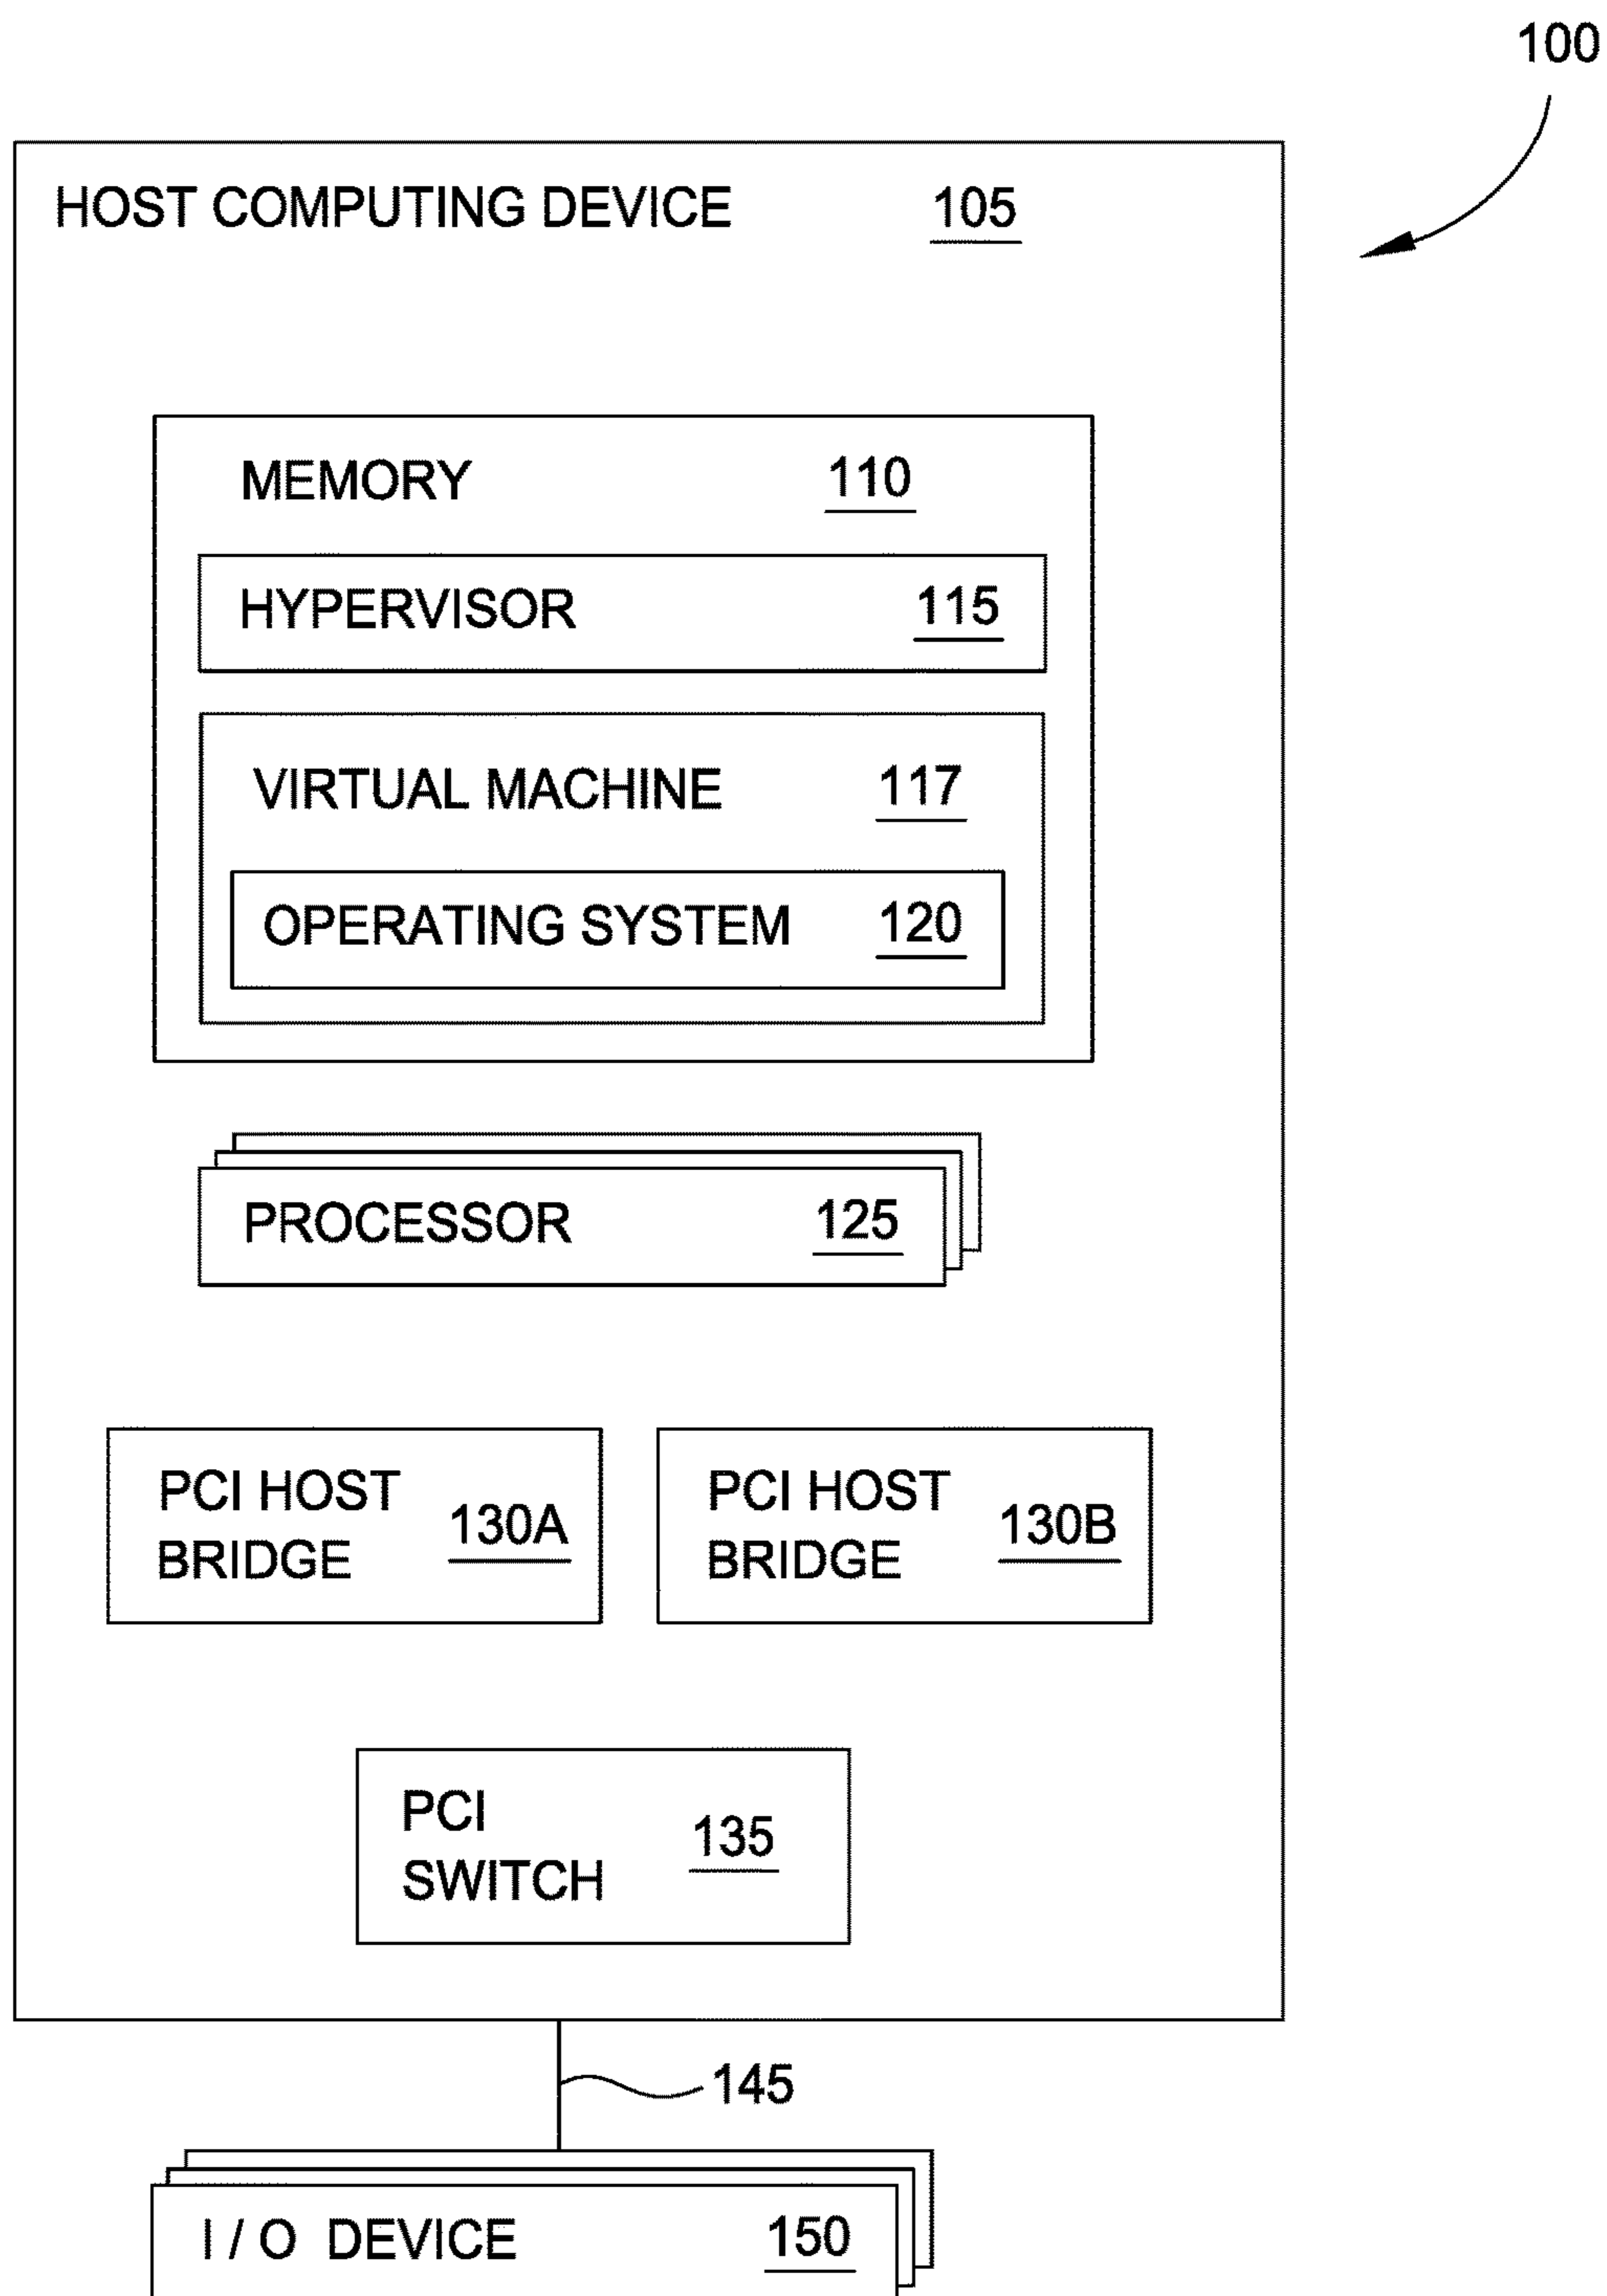 100
HOST COMPUTING DEVICE 105
MEMORY 110
HYPERVISOR 115
VIRTUAL MACHINE 117
OPERATING SYSTEM 120
PROCESSOR 125
PCI HOST
BRIDGE 130A
PCI HOST
BRIDGE 130B
PCI
SWITCH 135
145
I / O DEVICE 150